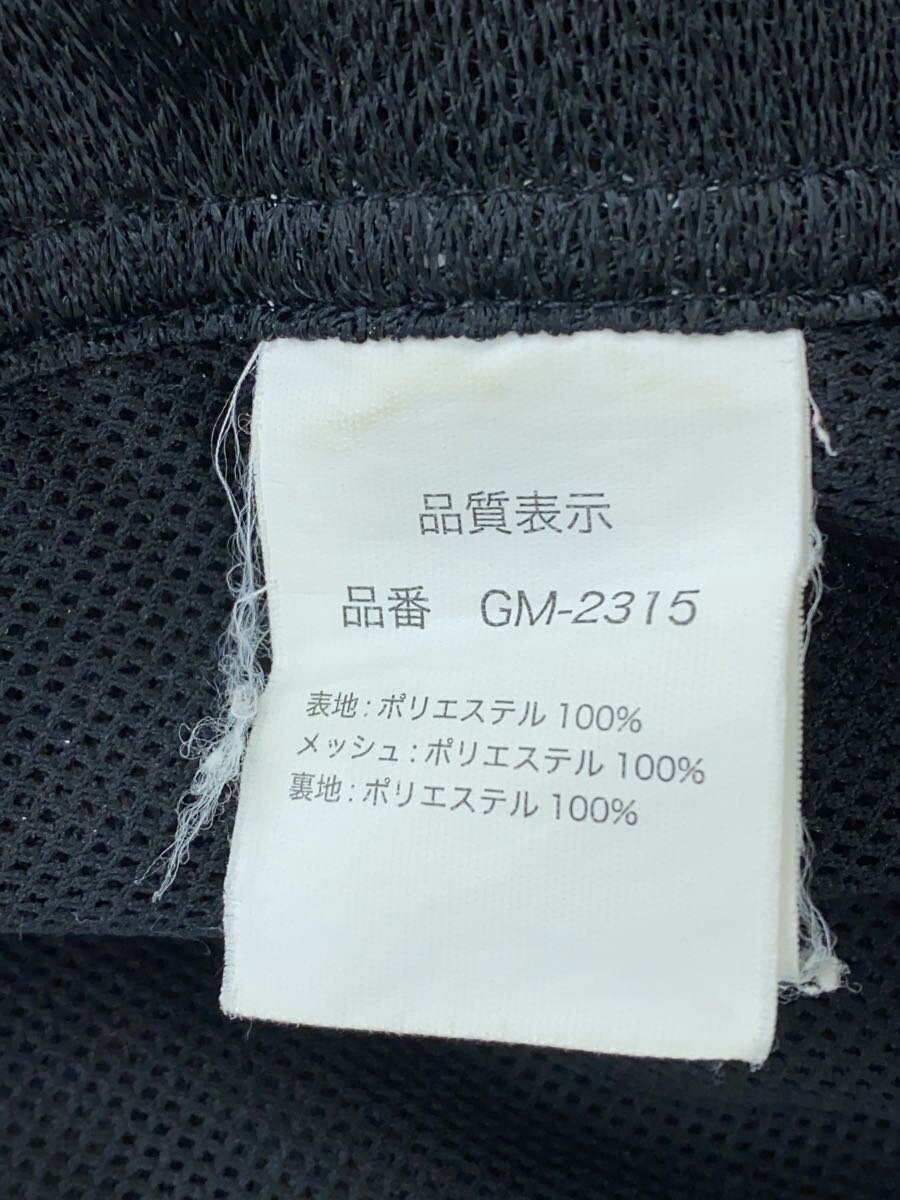 品質表示
品番　GM-2315
表地 : ポリエステル 100%
メッシュ : ポリエステル 100%
裏地 : ポリエステル 100%